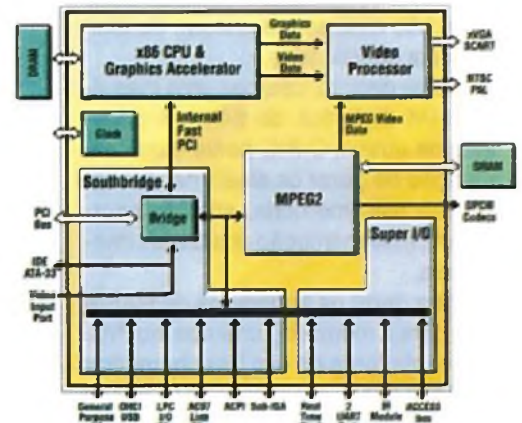 Graphics
Data
x86 CPU &
Graphics Accelerator
Video
Data
Video
Processor
xVGA
SCART
NTSC
PAL
DRAM
Clock
Internal
Fast
PCI
MPEG Video
Data
DRAM
Southbridge
MPEG2
Bridge
PCI
Bus
Codecs
Super I/O
IDE
ATA-33
Video
Input
Port
General
Purpose
OHCI
USB
LPC
I/O
AC97
Link
ACPI
Sub-ISA
Real
Time
2
UART
IR
Module
ACCESS
bus